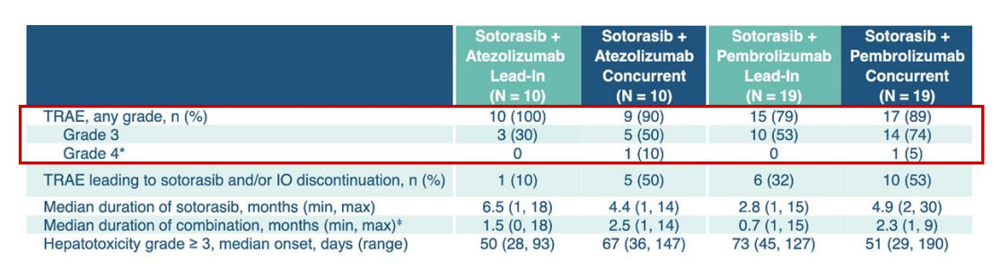 Sotorasib + Sotorasib + Sotorasib + Sotorasib +
Atezolizumab Atezolizumab Pembrolizumab Pembrolizumab
Lead-In Concurrent Lead-In Concurrent
(N = 10) (N = 10) (N = 19) (N = 19)
TRAE, any grade, n (%) 10 (100) 9 (90) 15 (79) 17 (89)
Grade 3 3 (30) 5 (50) 10 (53) 14 (74)
Grade 4* 0 1 (10) 0 1 (5)
TRAE leading to sotorasib and/or IO discontinuation, n (%) 1 (10) 5 (50) 6 (32) 10 (53)
Median duration of sotorasib, months (min, max) 6.5 (1, 18) 4.4 (1, 14) 2.8 (1, 15) 4.9 (2, 30)
Median duration of combination, months (min, max)ǂ 1.5 (0, 18) 2.5 (1, 14) 0.7 (1, 15) 2.3 (1, 9)
Hepatotoxicity grade ≥ 3, median onset, days (range) 50 (28, 93) 67 (36, 147) 73 (45, 127) 51 (29, 190)